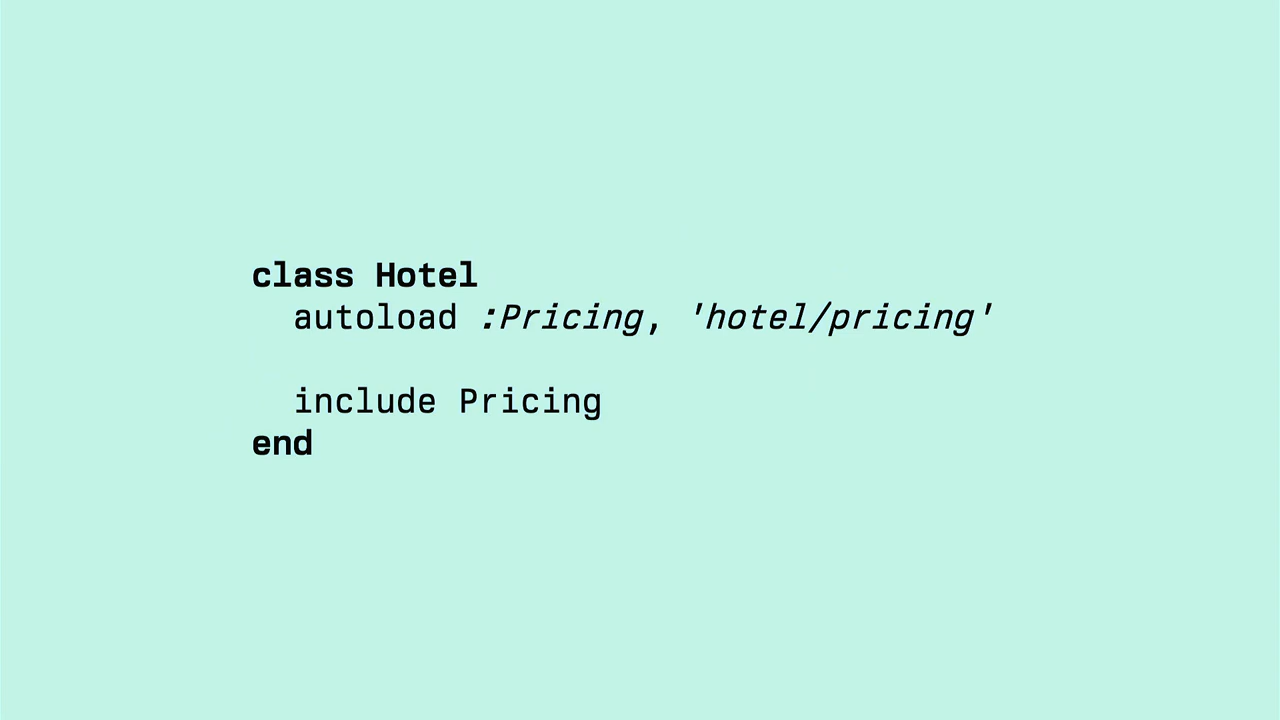 class Hotel
  autoload :Pricing, 'hotel/pricing'

  include Pricing
end